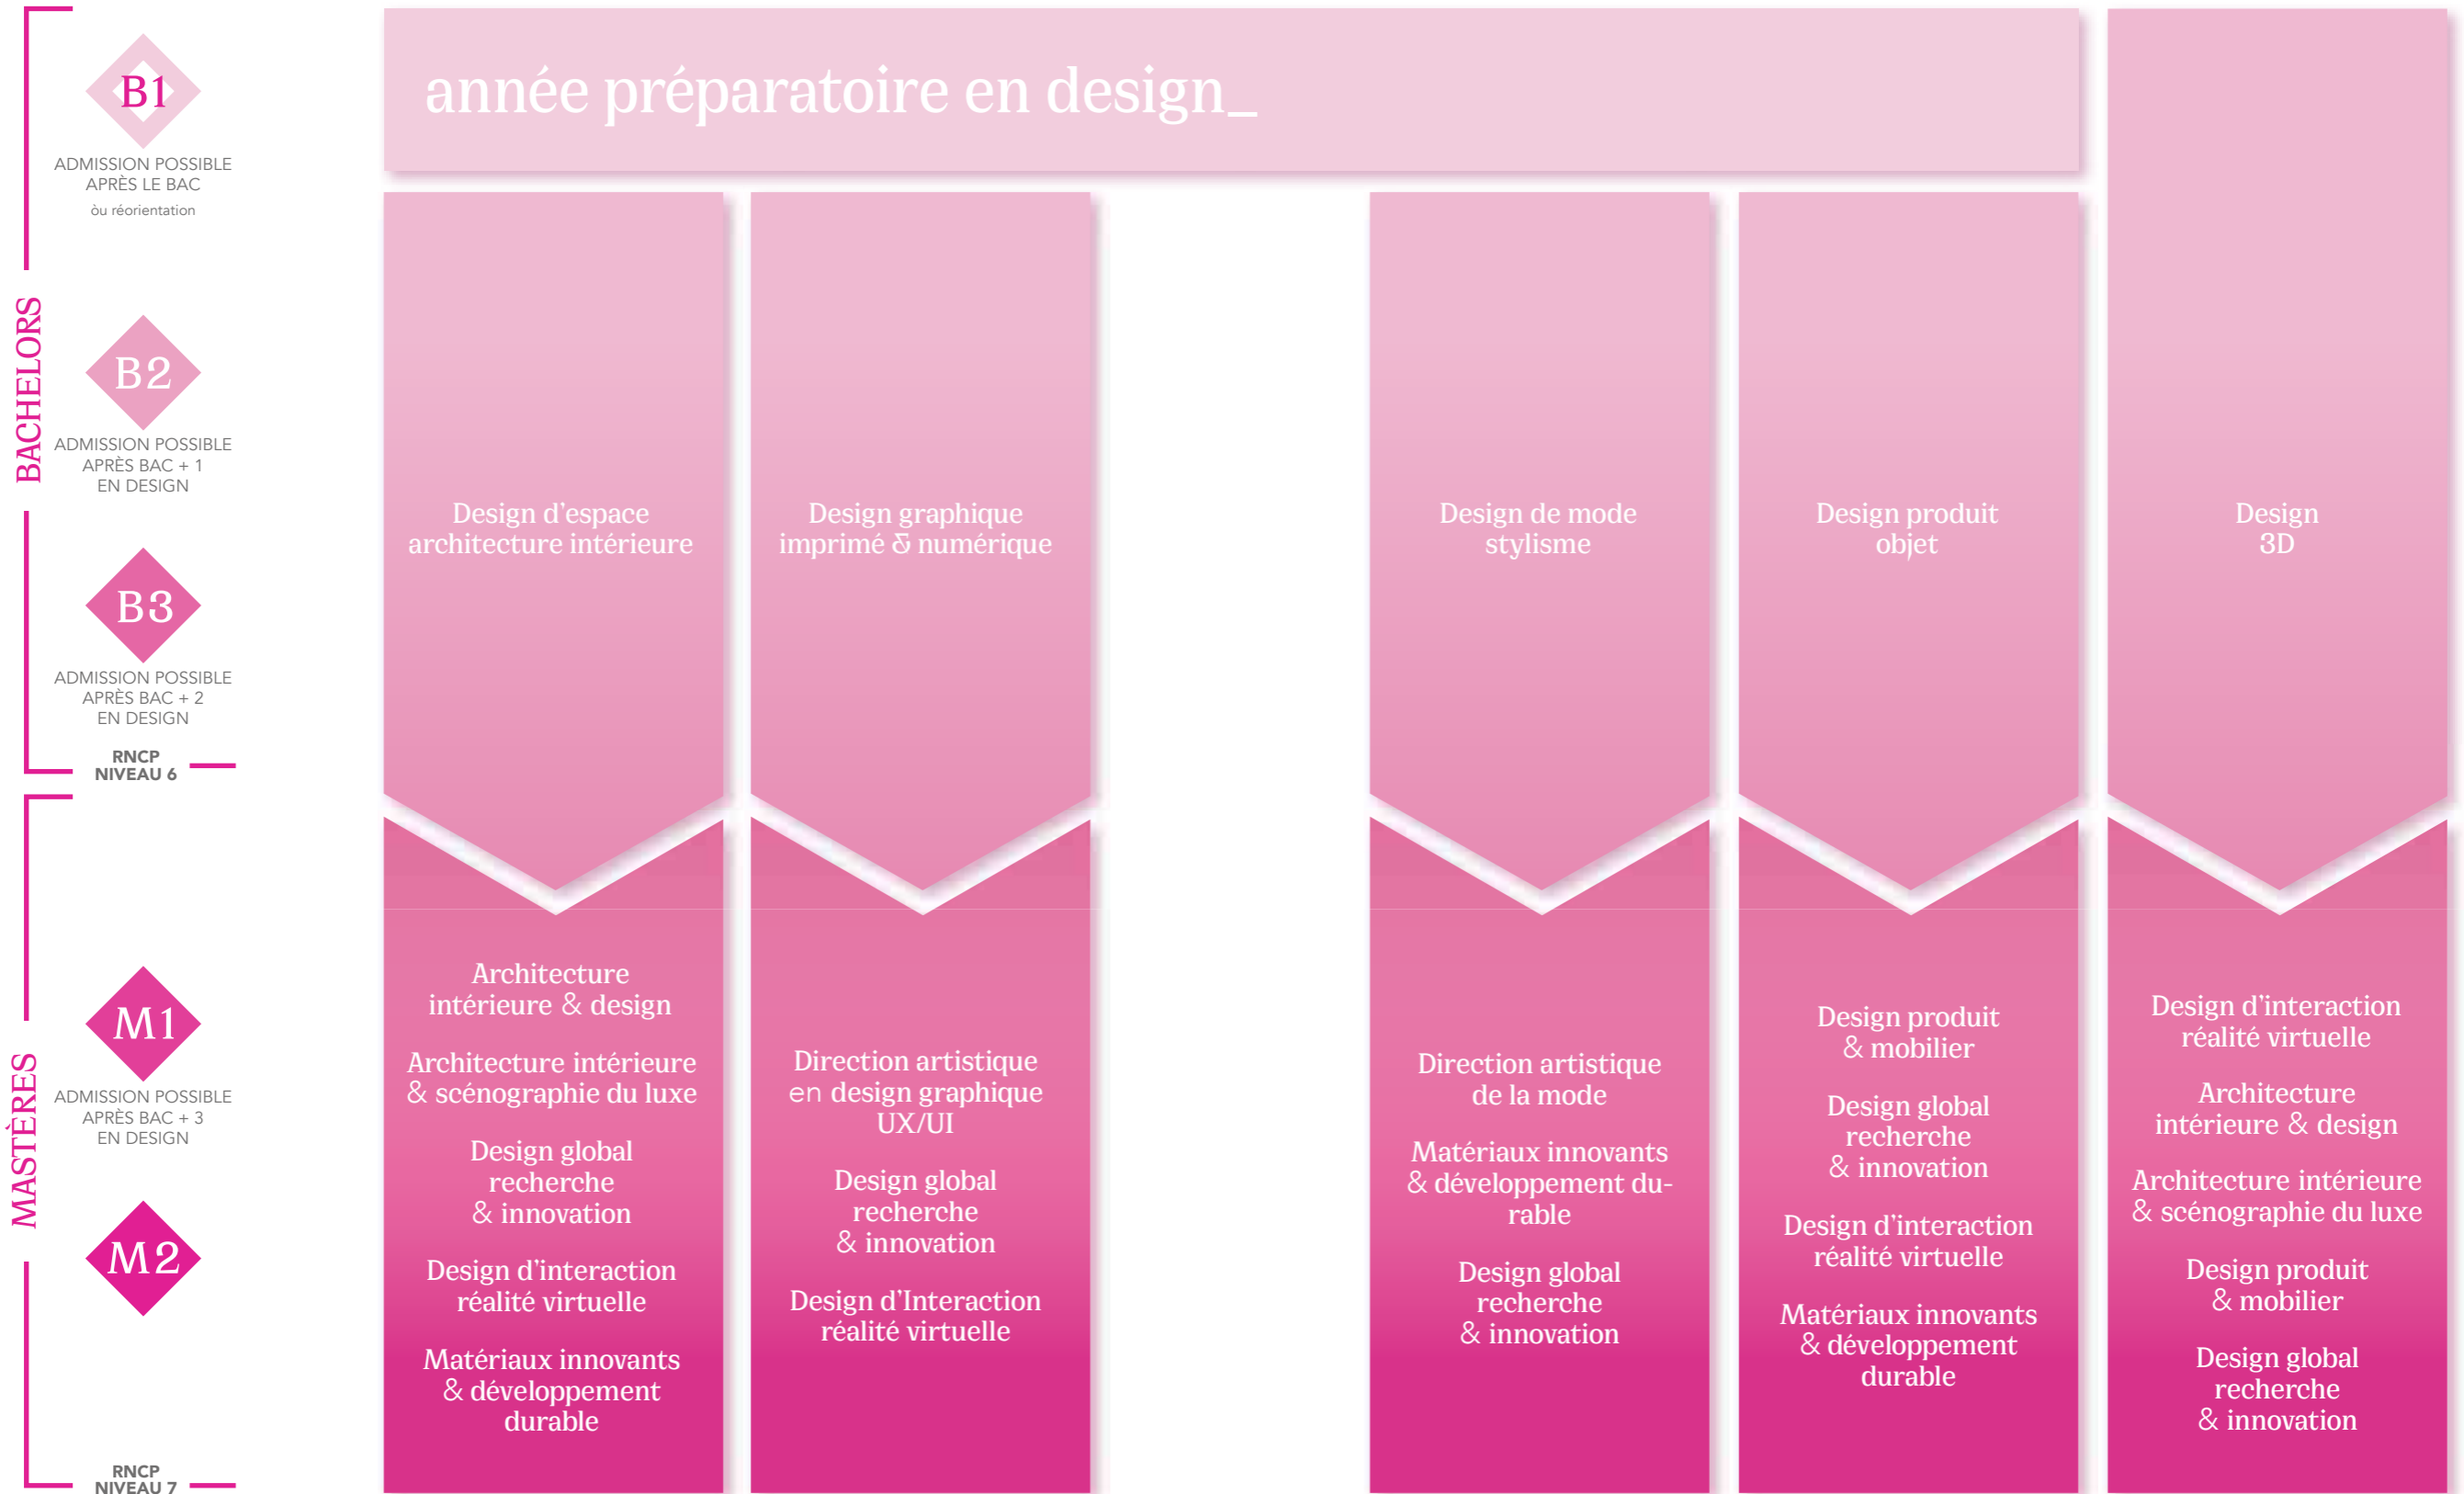 B1
ADMISSION POSSIBLE
APRÈS LE BAC
òu réorientation
BACHELORS
B2
ADMISSION POSSIBLE
APRÈS BAC + 1
EN DESIGN
B3
ADMISSION POSSIBLE
APRÈS BAC + 2
EN DESIGN
RNCP
NIVEAU 6
MASTÈRES
M1
ADMISSION POSSIBLE
APRÈS BAC + 3
EN DESIGN
M2
RNCP
NIVEAU 7
année préparatoire en design_
Design d'espace
architecture intérieure
Design graphique
imprimé & numérique
Design de mode
stylisme
Design produit
objet
Design
3D
Architecture
intérieure & design
Architecture intérieure
& scénographie du luxe
Design global
recherche
& innovation
Design d'interaction
réalité virtuelle
Matériaux innovants
& développement
durable
Direction artistique
en design graphique
UX/UI
Design global
recherche
& innovation
Design d'Interaction
réalité virtuelle
Direction artistique
de la mode
Matériaux innovants
& développement du-
rable
Design global
recherche
& innovation
Design produit
& mobilier
Design global
recherche
& innovation
Design d'interaction
réalité virtuelle
Matériaux innovants
& développement
durable
Design d'interaction
réalité virtuelle
Architecture
intérieure & design
Architecture intérieure
& scénographie du luxe
Design produit
& mobilier
Design global
recherche
& innovation